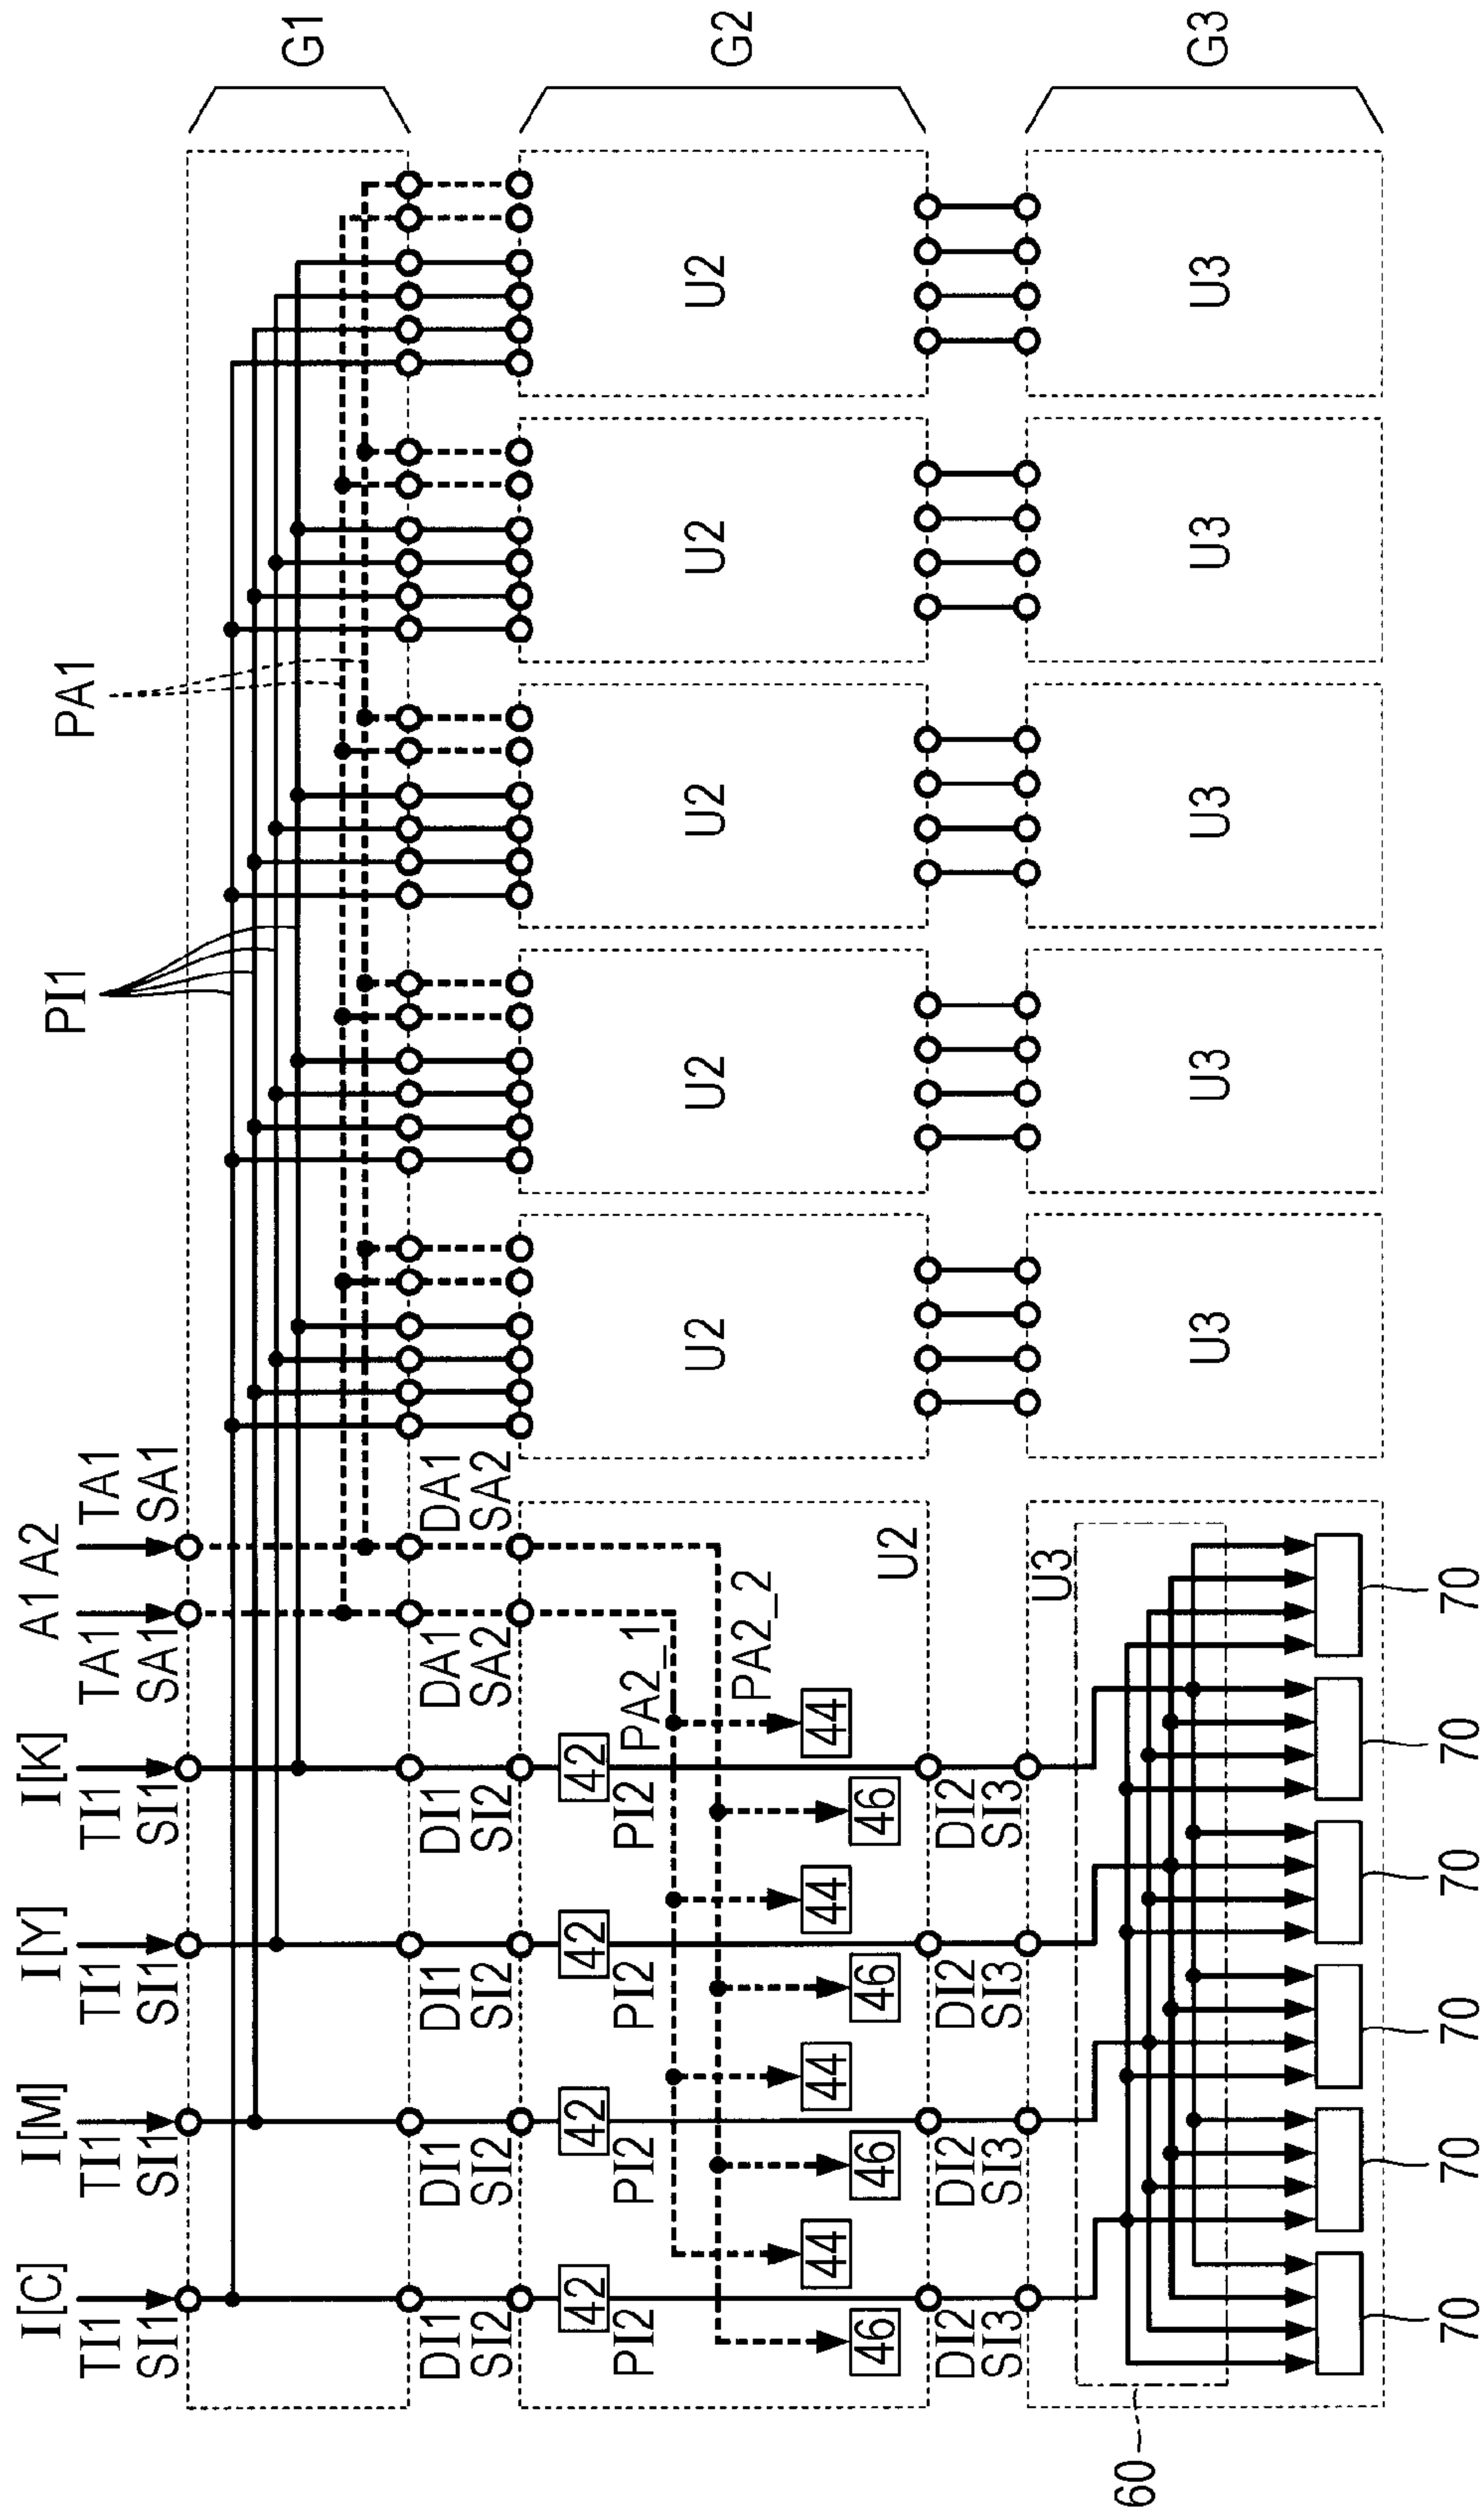 I[C] I[M] I[Y] I[K] A1 A2
TI1 TI1 TI1 TI1 TA1 TA1
SI1 SI1 SI1 SI1 SA1 SA1
PI1 PA1
G1
DI1 DI1 DI1 DI1 DA1 DA1
SI2 SI2 SI2 SI2 SA2 SA2
42 42 42 42
PI2 PI2 PI2 PI2 PA2_1
PA2_2
U2 U2 U2 U2 U2
G2
44 44 44 44
46 46 46 46
U2
DI2 DI2 DI2 DI2
SI3 SI3 SI3 SI3
U3
60
U3 U3 U3 U3 U3
G3
70 70 70 70 70 70